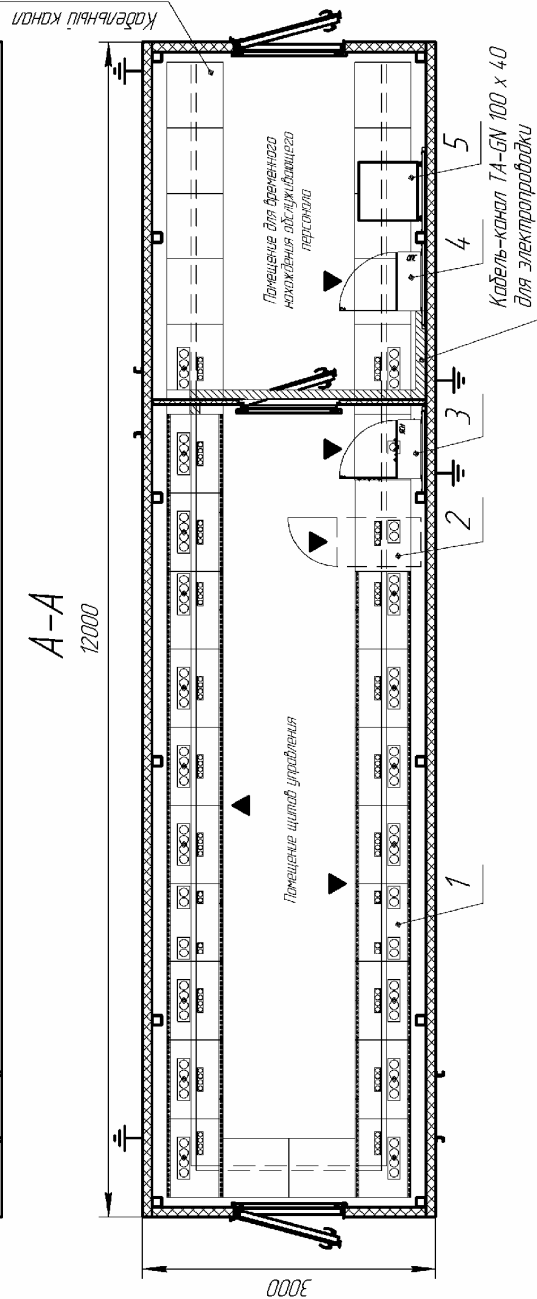 Кабельный канал
А-А
12000
Помещение для временного
нахождения обслуживающего
персонала
5
4
Кабель-канал TA-GN 100 x 40
для электропроводки
3
2
Помещение щитов управления
1
3000